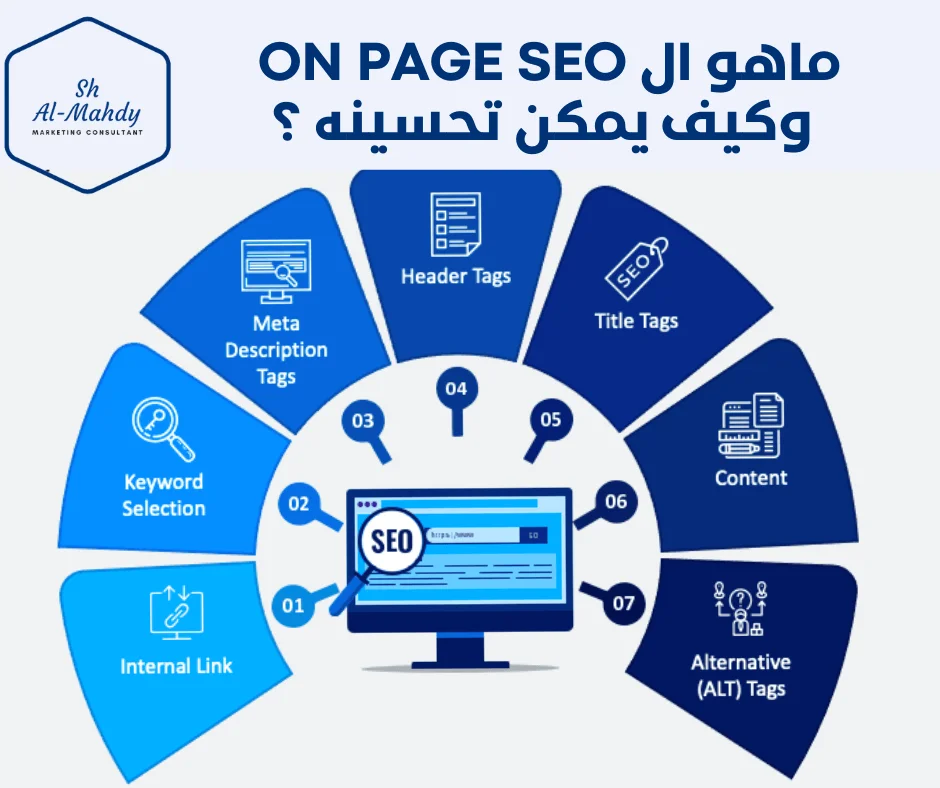 Sh
Al-Mahdy
MARKETING CONSULTANT
ماهو ال ON PAGE SEO
وكيف يمكن تحسينه ؟
Internal Link
01
Keyword
Selection
02
Meta
Description
Tags
03
Header Tags
04
SEO
Title Tags
05
Content
06
Alternative
(ALT) Tags
07
SEO
https://www
GO